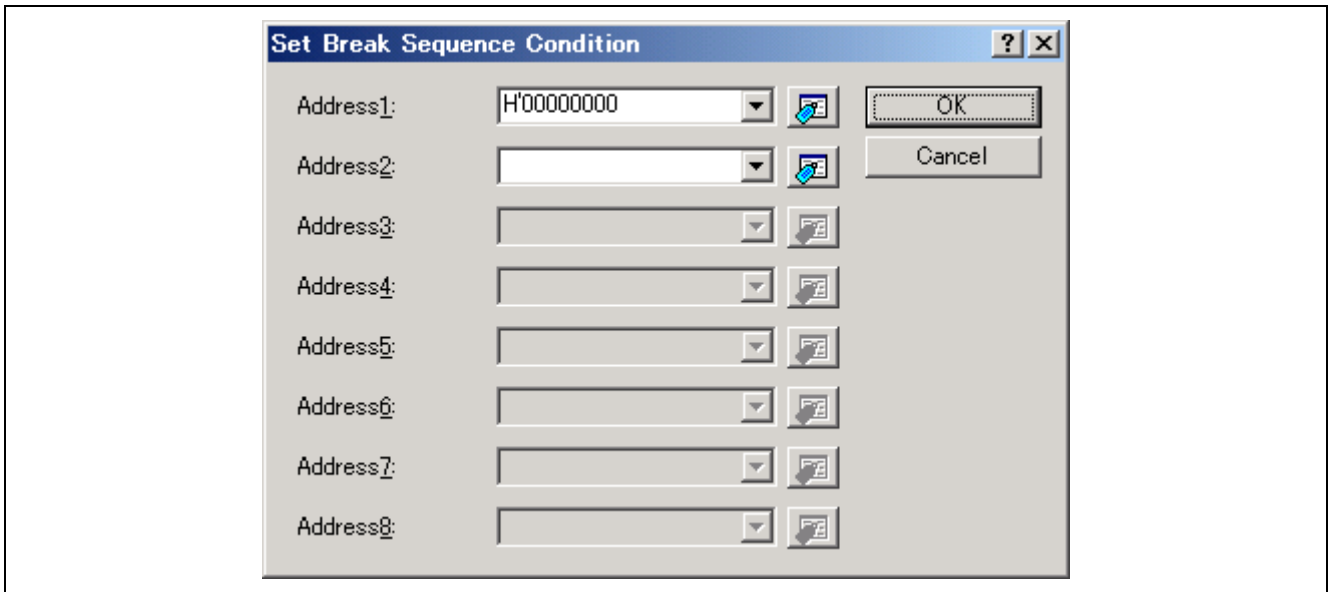 Set Break Sequence Condition
Address1: H'00000000 OK
Address2: Cancel
Address3:
Address4:
Address5:
Address6:
Address7:
Address8: